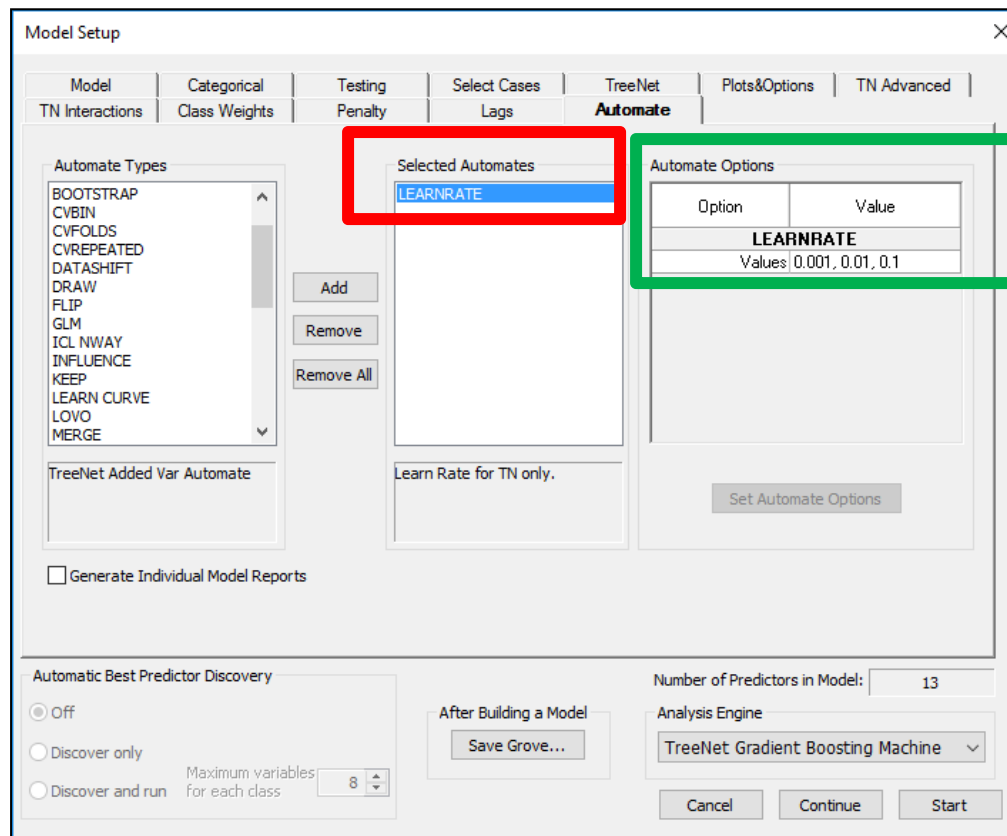 Model Setup
Model Categorical Testing Select Cases TreeNet Plots&Options TN Advanced
TN Interactions Class Weights Penalty Lags Automate
Automate Types
BOOTSTRAP
CVBIN
CVFOLDS
CVREPEATED
DATASHIFT
DRAW
FLIP
GLM
ICL NWAY
INFLUENCE
KEEP
LEARN CURVE
LOVO
MERGE
TreeNet Added Var Automate
Add
Remove
Remove All
Selected Automates
LEARNRATE
Learn Rate for TN only.
Automate Options
Option Value
LEARNRATE
Values 0.001, 0.01, 0.1
Set Automate Options
Generate Individual Model Reports
Automatic Best Predictor Discovery
Off
Discover only
Discover and run
Maximum variables
for each class
8
After Building a Model
Save Grove...
Number of Predictors in Model: 13
Analysis Engine
TreeNet Gradient Boosting Machine
Cancel Continue Start